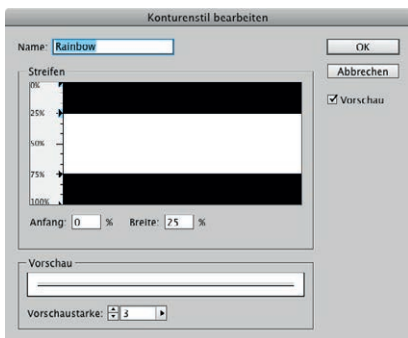 Konturenstil bearbeiten
Name: Rainbow
OK
Abbrechen
Vorschau
Streifen
0%
25%
50%
75%
100%
Anfang: 0 % Breite: 25 %
Vorschau
Vorschaustarke: 3